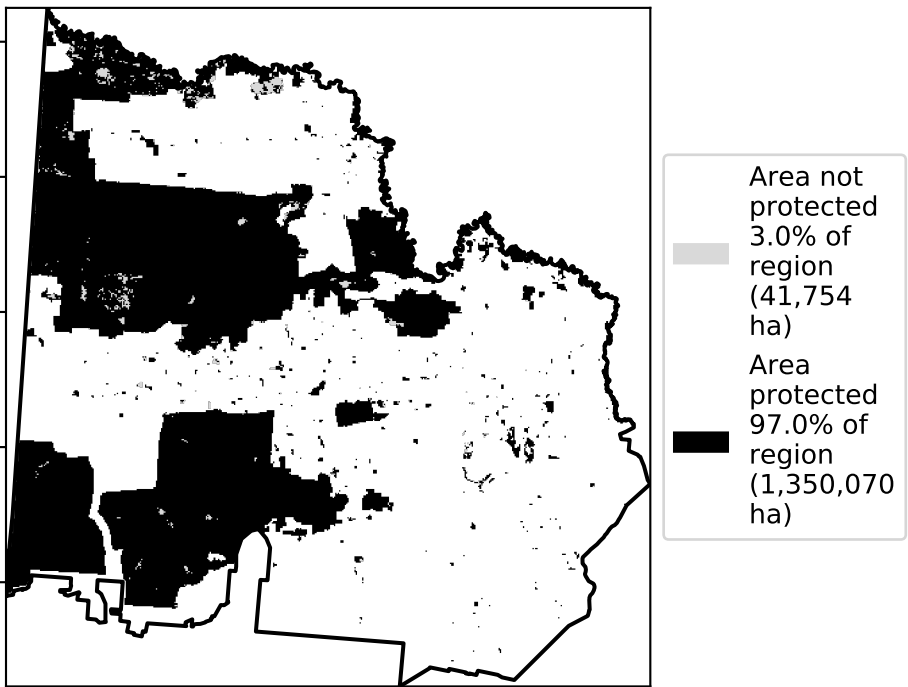 Area not
protected
3.0% of
region
(41,754
ha)
Area
protected
97.0% of
region
(1,350,070
ha)